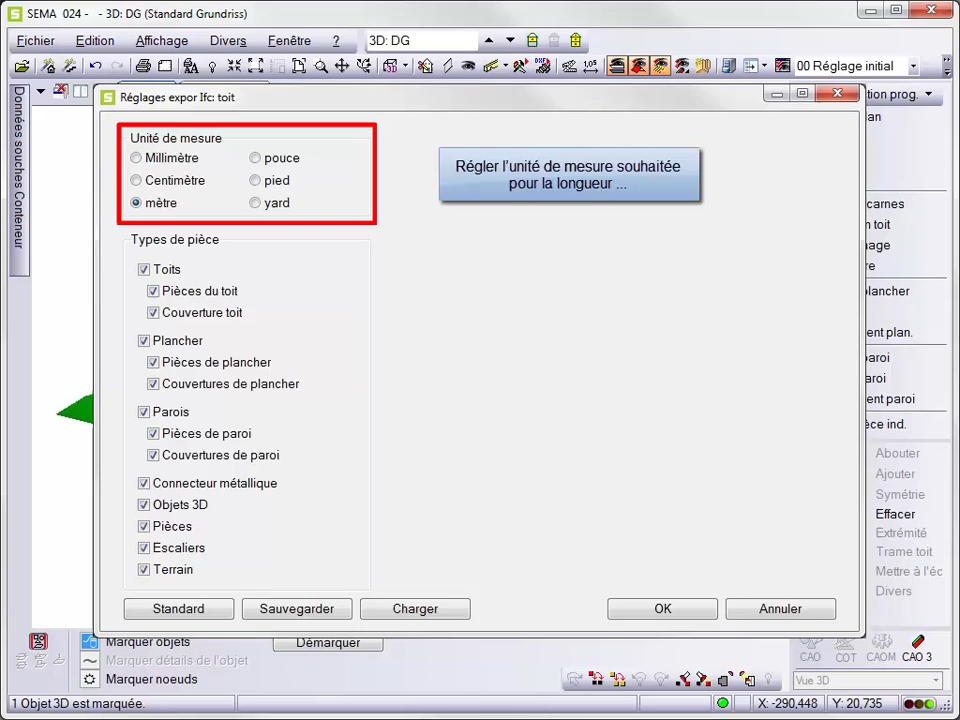 SEMA 024 - - 3D: DG (Standard Grundriss)
Fichier Edition Affichage Divers Fenêtre ? 3D: DG
00 Réglage initial
Données souches Conteneur
Réglages expor Ifc: toit
tion prog.
Unité de mesure
Millimètre pouce
Centimètre pied
mètre yard
Régler l'unité de mesure souhaitée
pour la longueur ...
Types de pièce
Toits
Pièces du toit
Couverture toit
Plancher
Pièces de plancher
Couvertures de plancher
Parois
Pièces de paroi
Couvertures de paroi
Connecteur métallique
Objets 3D
Pièces
Escaliers
Terrain
Standard Sauvegarder Charger OK Annuler
lan
carnes
n toit
nage
re
plancher
ent plan.
paroi
aroi
ent paroi
èce ind.
Abouter
Ajouter
Symétrie
Effacer
Extrémité
Trame toit
Mettre à l'éc
Divers
Marquer objets Démarquer
Marquer détails de l'objet
Marquer noeuds
CAO COT CAOM CAO 3
Vue 3D
1 Objet 3D est marquée. X: -290,448 Y: 20,735